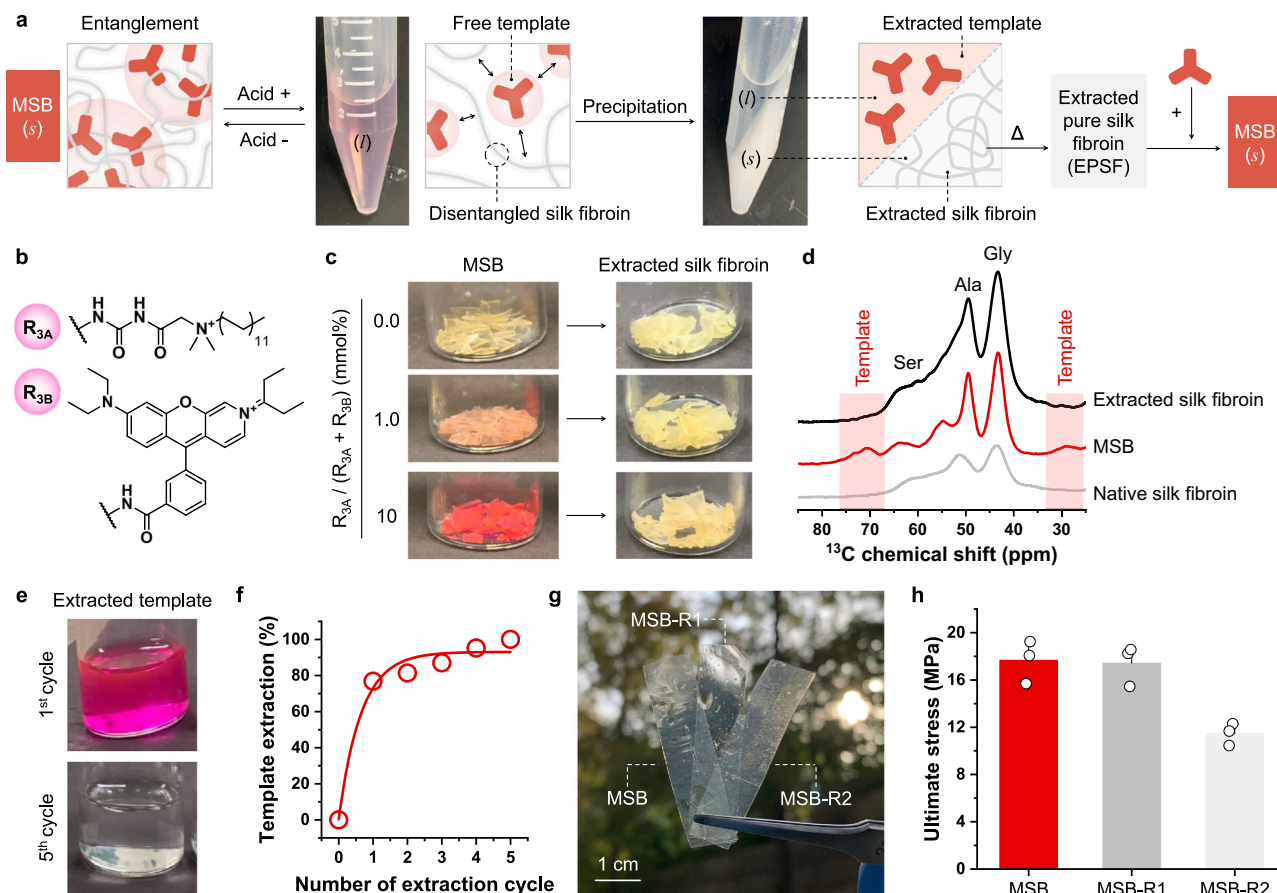 a
Entanglement
MSB
(s)
Acid +
Acid -
(l)
Free template
Disentangled silk fibroin
Precipitation
(l)
(s)
Extracted template
Extracted silk fibroin
Δ
Extracted
pure silk
fibroin
(EPSF)
+
MSB
(s)
b
R3A
H
N
O
H
N
O
N+
11
R3B
N
O
N+
NH
O
c
MSB
Extracted silk fibroin
R3A / (R3A + R3B) (mmol%)
0.0
1.0
10
d
Template
Ser
Ala
Gly
Template
Extracted silk fibroin
MSB
Native silk fibroin
80 70 60 50 40 30
13C chemical shift (ppm)
e
Extracted template
1st cycle
5th cycle
f
Template extraction (%)
120
100
80
60
40
20
0
0 1 2 3 4 5
Number of extraction cycle
g
MSB-R1
MSB
MSB-R2
1 cm
h
Ultimate stress (MPa)
20
16
12
8
4
0
MSB MSB-R1 MSB-R2